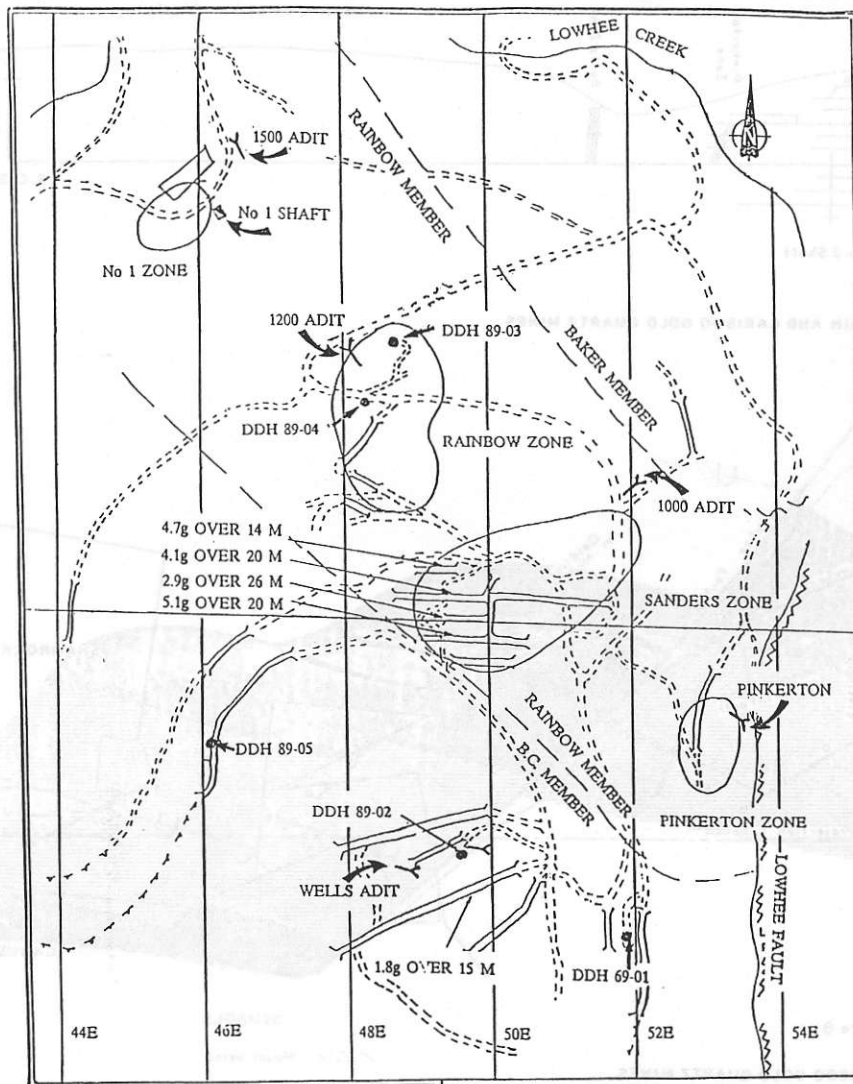 LOWHEE CREEK
1500 ADIT
RAINBOW MEMBER
N
No 1 SHAFT
No 1 ZONE
1200 ADIT
DDH 89-03
BAKER MEMBER
DDH 89-04
RAINBOW ZONE
1000 ADIT
4.7g OVER 14 M
4.1g OVER 20 M
2.9g OVER 26 M
5.1g OVER 20 M
SANDERS ZONE
PINKERTON
RAINBOW MEMBER
B.C. MEMBER
DDH 89-05
DDH 89-02
PINKERTON ZONE
WELLS ADIT
LOWHEE FAULT
1.8g OVER 15 M
DDH 69-01
44E
46E
48E
50E
52E
54E